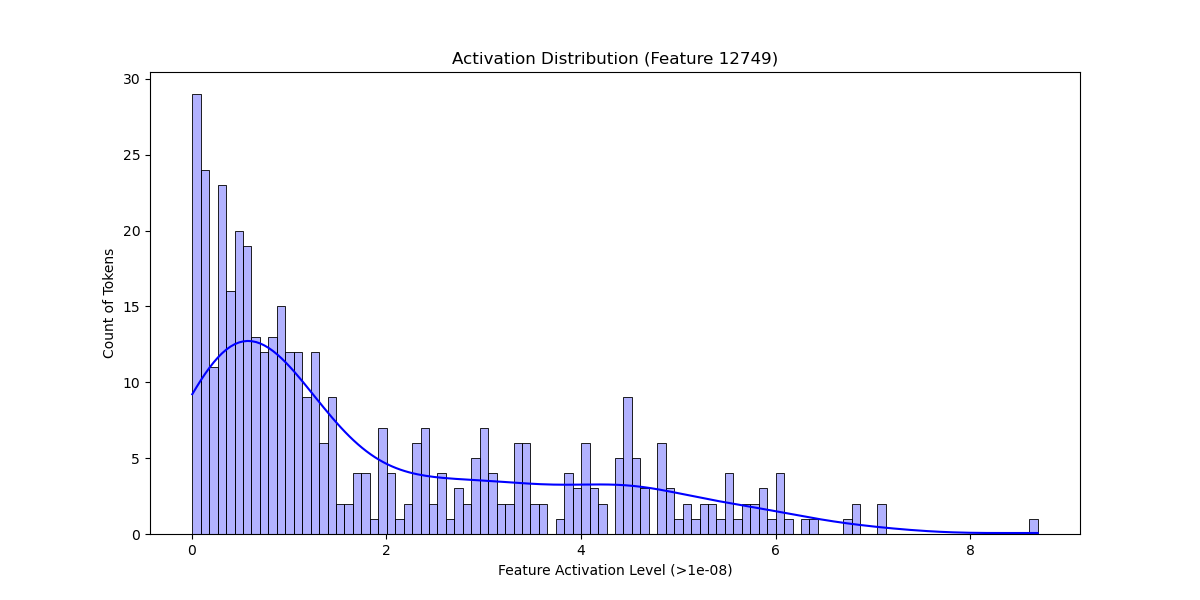 Activation Distribution (Feature 12749)
30
25
20
15
10
5
0
Count of Tokens
0 2 4 6 8
Feature Activation Level (>1e-08)